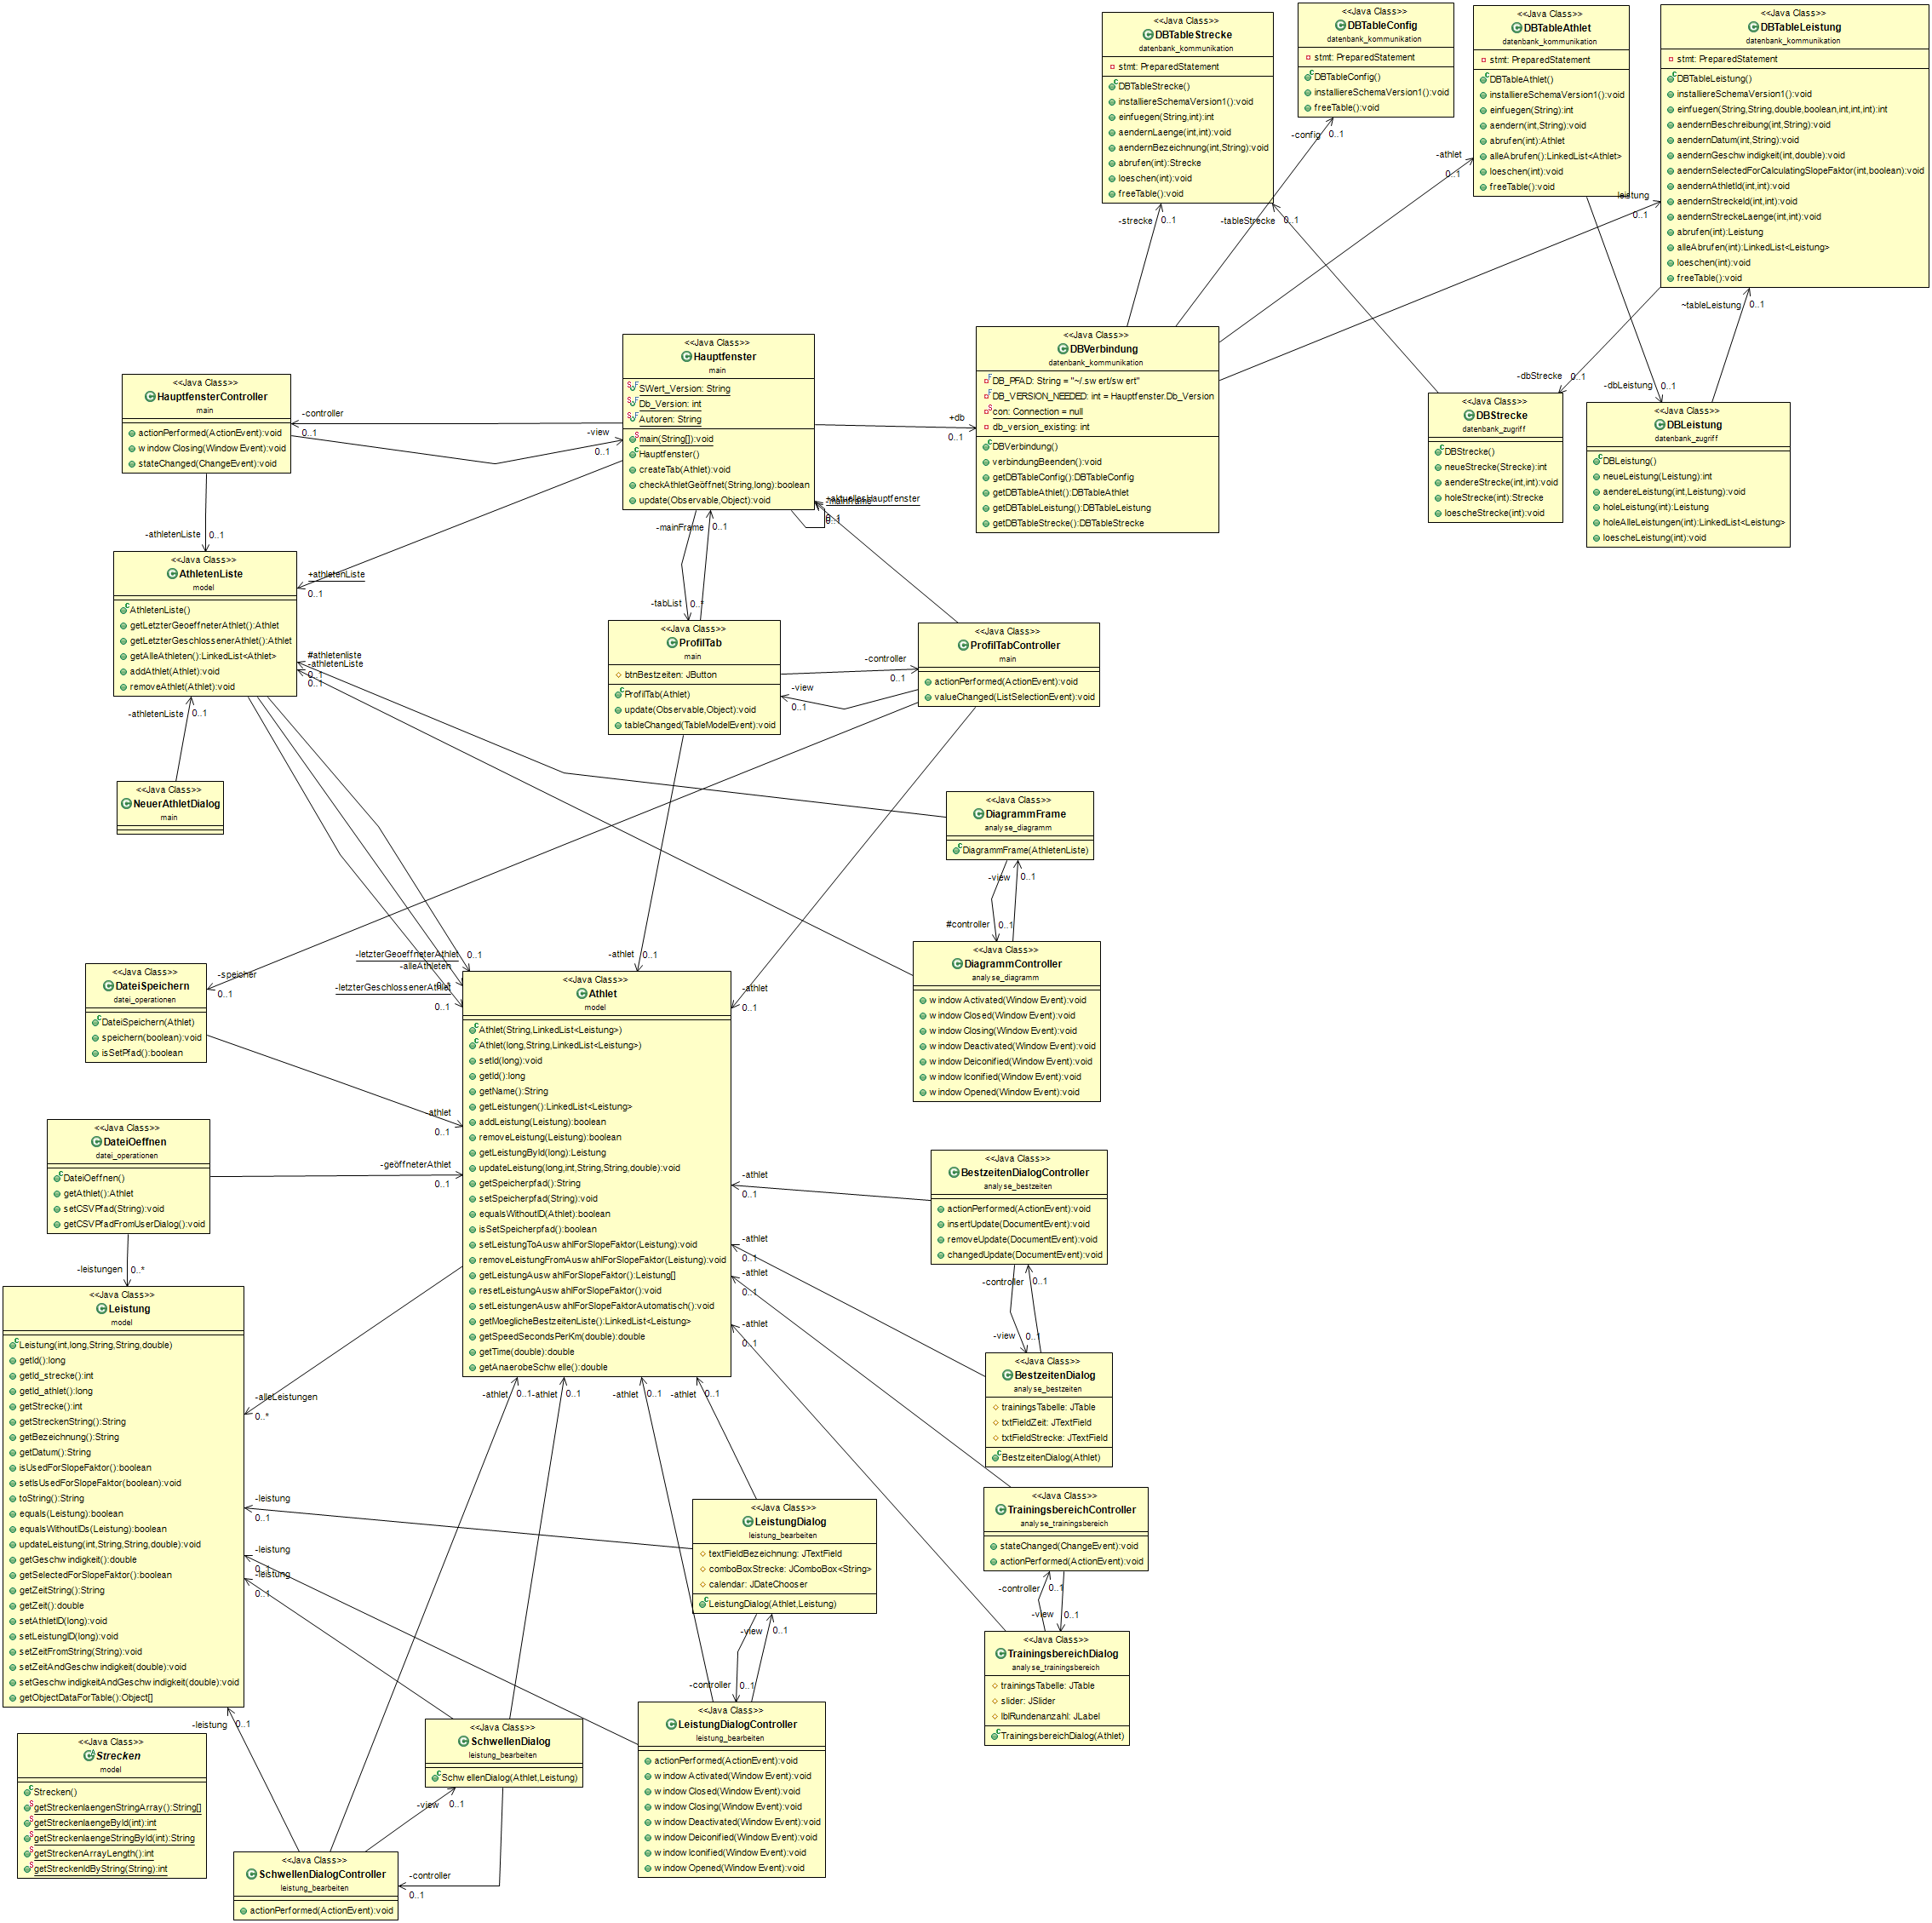 <<Java Class>>
DBTableStrecke
datenbank_kommunikation
stmt: PreparedStatement
DBTableStrecke()
installiereSchemaVersion1():void
einfuegen(String,int):int
aendernLaenge(int,int):void
aendernBezeichnung(int,String):void
abrufen(int):Strecke
loeschen(int):void
freeTable():void
<<Java Class>>
DBTableConfig
datenbank_kommunikation
stmt: PreparedStatement
DBTableConfig()
installiereSchemaVersion1():void
freeTable():void
<<Java Class>>
DBTableAthlet
datenbank_kommunikation
stmt: PreparedStatement
DBTableAthlet()
installiereSchemaVersion1():void
einfuegen(String):int
aendern(int,String):void
abrufen(int):Athlet
alleAbrufen():LinkedList<Athlet>
loeschen(int):void
freeTable():void
<<Java Class>>
DBTableLeistung
datenbank_kommunikation
stmt: PreparedStatement
DBTableLeistung()
installiereSchemaVersion1():void
einfuegen(String,String,double,boolean,int,int,int):int
aendernBeschreibung(int,String):void
aendernDatum(int,String):void
aendernGeschwindigkeit(int,double):void
aendernSelectedForCalculatingSlopeFaktor(int,boolean):void
aendernAthletId(int,int):void
aendernStreckeId(int,int):void
aendernStreckeLaenge(int,int):void
abrufen(int):Leistung
alleAbrufen(int):LinkedList<Leistung>
loeschen(int):void
freeTable():void
-config 0..1
-athlet
0..1
leistung
0..1
-strecke 0..1
-tableStrecke 0..1
~tableLeistung 0..1
-dbStrecke 0..1
-dbLeistung 0..1
<<Java Class>>
Hauptfenster
main
SWert_Version: String
Db_Version: int
Autoren: String
main(String[]):void
Hauptfenster()
createTab(Athlet):void
checkAthletGeöffnet(String,long):boolean
update(Observable,Object):void
<<Java Class>>
DBVerbindung
datenbank_kommunikation
DB_PFAD: String = "~/.swert/swert"
DB_VERSION_NEEDED: int = Hauptfenster.Db_Version
con: Connection = null
db_version_existing: int
DBVerbindung()
verbindungBeenden():void
getDBTableConfig():DBTableConfig
getDBTableAthlet():DBTableAthlet
getDBTableLeistung():DBTableLeistung
getDBTableStrecke():DBTableStrecke
<<Java Class>>
DBStrecke
datenbank_zugriff
DBStrecke()
neueStrecke(Strecke):int
aendereStrecke(int,int):void
holeStrecke(int):Strecke
loescheStrecke(int):void
<<Java Class>>
DBLeistung
datenbank_zugriff
DBLeistung()
neueLeistung(Leistung):int
aendereLeistung(int,Leistung):void
holeLeistung(int):Leistung
holeAlleLeistungen(int):LinkedList<Leistung>
loescheLeistung(int):void
<<Java Class>>
HauptfensterController
main
actionPerformed(ActionEvent):void
windowClosing(WindowEvent):void
stateChanged(ChangeEvent):void
-controller
0..1
-view
0..1
+db
0..1
+aktuellesHauptfenster
-mainFrame
0..1
-mainFrame 0..1
-tabList 0..*
-athletenListe 0..1
+athletenListe
0..1
<<Java Class>>
AthletenListe
model
AthletenListe()
getLetzterGeoeffneterAthlet():Athlet
getLetzterGeschlossenerAthlet():Athlet
getAlleAthleten():LinkedList<Athlet>
addAthlet(Athlet):void
removeAthlet(Athlet):void
#athletenliste
-athletenListe
0..1
0..1
-athletenListe 0..1
<<Java Class>>
NeuerAthletDialog
main
<<Java Class>>
ProfilTab
main
btnBestzeiten: JButton
ProfilTab(Athlet)
update(Observable,Object):void
tableChanged(TableModelEvent):void
-controller
0..1
-view
0..1
<<Java Class>>
ProfilTabController
main
actionPerformed(ActionEvent):void
valueChanged(ListSelectionEvent):void
<<Java Class>>
DiagrammFrame
analyse_diagramm
DiagrammFrame(AthletenListe)
-view 0..1
#controller 0..1
<<Java Class>>
DiagrammController
analyse_diagramm
windowActivated(WindowEvent):void
windowClosed(WindowEvent):void
windowClosing(WindowEvent):void
windowDeactivated(WindowEvent):void
windowDeiconified(WindowEvent):void
windowIconified(WindowEvent):void
windowOpened(WindowEvent):void
<<Java Class>>
DateiSpeichern
datei_operationen
DateiSpeichern(Athlet)
speichern(boolean):void
isSetPfad():boolean
-speicher
0..1
-letzterGeoeffneterAthlet 0..1
-alleAthleten
0..*
-letzterGeschlossenerAthlet
0..1
-athlet 0..1
-athlet
0..1
-athlet
0..1
<<Java Class>>
Athlet
model
Athlet(String,LinkedList<Leistung>)
Athlet(long,String,LinkedList<Leistung>)
setId(long):void
getId():long
getName():String
getLeistungen():LinkedList<Leistung>
addLeistung(Leistung):boolean
removeLeistung(Leistung):boolean
getLeistungById(long):Leistung
updateLeistung(long,int,String,String,double):void
getSpeicherpfad():String
setSpeicherpfad(String):void
equalsWithoutID(Athlet):boolean
isSetSpeicherpfad():boolean
setLeistungToAuswahlForSlopeFaktor(Leistung):void
removeLeistungFromAuswahlForSlopeFaktor(Leistung):void
getLeistungAuswahlForSlopeFaktor():Leistung[]
resetLeistungAuswahlForSlopeFaktor():void
setLeistungenAuswahlForSlopeFaktorAutomatisch():void
getMoeglicheBestzeitenListe():LinkedList<Leistung>
getSpeedSecondsPerKm(double):double
getTime(double):double
getAnaerobeSchwelle():double
<<Java Class>>
DateiOeffnen
datei_operationen
DateiOeffnen()
getAthlet():Athlet
setCSVPfad(String):void
getCSVPfadFromUserDialog():void
-geöffneterAthlet
0..1
-leistungen 0..*
<<Java Class>>
BestzeitenDialogController
analyse_bestzeiten
actionPerformed(ActionEvent):void
insertUpdate(DocumentEvent):void
removeUpdate(DocumentEvent):void
changedUpdate(DocumentEvent):void
-athlet
0..1
-athlet
0..1
-athlet
0..1
-athlet
0..1
-controller 0..1
-view 0..1
<<Java Class>>
BestzeitenDialog
analyse_bestzeiten
trainingsTabelle: JTable
txtFieldZeit: JTextField
txtFieldStrecke: JTextField
BestzeitenDialog(Athlet)
<<Java Class>>
Leistung
model
Leistung(int,long,String,String,double)
getId():long
getId_strecke():int
getId_athlet():long
getStrecke():int
getStreckenString():String
getBezeichnung():String
getDatum():String
isUsedForSlopeFaktor():boolean
setIsUsedForSlopeFaktor(boolean):void
toString():String
equals(Leistung):boolean
equalsWithoutIDs(Leistung):boolean
updateLeistung(int,String,String,double):void
getGeschwindigkeit():double
getSelectedForSlopeFaktor():boolean
getZeitString():String
getZeit():double
setAthletID(long):void
setLeistungID(long):void
setZeitFromString(String):void
setZeitAndGeschwindigkeit(double):void
setGeschwindigkeitAndGeschwindigkeit(double):void
getObjectDataForTable():Object[]
-alleLeistungen
0..*
-athlet 0..1
-athlet 0..1
-athlet 0..1
-athlet 0..1
-leistung
0..1
-leistung
0..1
-leistung
0..1
-leistung 0..1
<<Java Class>>
LeistungDialog
leistung_bearbeiten
textFieldBezeichnung: JTextField
comboBoxStrecke: JComboBox<String>
calendar: JDateChooser
LeistungDialog(Athlet,Leistung)
-view 0..1
-controller 0..1
<<Java Class>>
TrainingsbereichController
analyse_trainingsbereich
stateChanged(ChangeEvent):void
actionPerformed(ActionEvent):void
-controller 0..1
-view 0..1
<<Java Class>>
TrainingsbereichDialog
analyse_trainingsbereich
trainingsTabelle: JTable
slider: JSlider
lblRundenanzahl: JLabel
TrainingsbereichDialog(Athlet)
<<Java Class>>
LeistungDialogController
leistung_bearbeiten
actionPerformed(ActionEvent):void
windowActivated(WindowEvent):void
windowClosed(WindowEvent):void
windowClosing(WindowEvent):void
windowDeactivated(WindowEvent):void
windowDeiconified(WindowEvent):void
windowIconified(WindowEvent):void
windowOpened(WindowEvent):void
<<Java Class>>
SchwellenDialog
leistung_bearbeiten
SchwellenDialog(Athlet,Leistung)
-view 0..1
-controller
0..1
<<Java Class>>
Strecken
model
Strecken()
getStreckenlaengenStringArray():String[]
getStreckenlaengeById(int):int
getStreckenlaengeStringById(int):String
getStreckenArrayLength():int
getStreckenIdByString(String):int
<<Java Class>>
SchwellenDialogController
leistung_bearbeiten
actionPerformed(ActionEvent):void